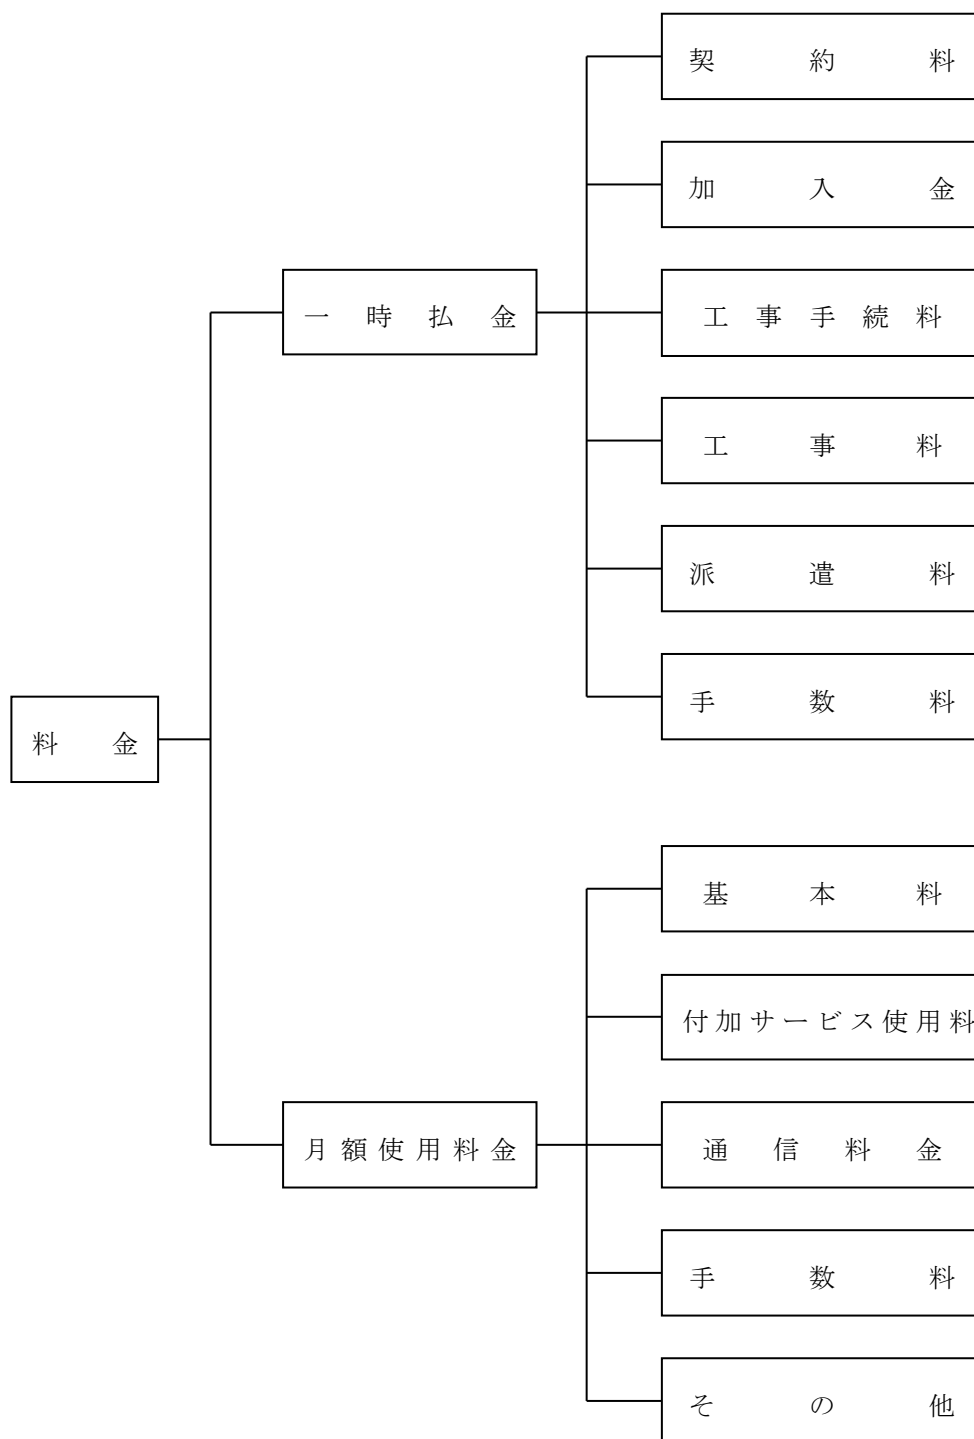 契約料
加入金
一時払金
工事手続料
工事料
派遣料
手数料
料金
基本料
付加サービス使用料
月額使用料金
通信料金
手数料
その他